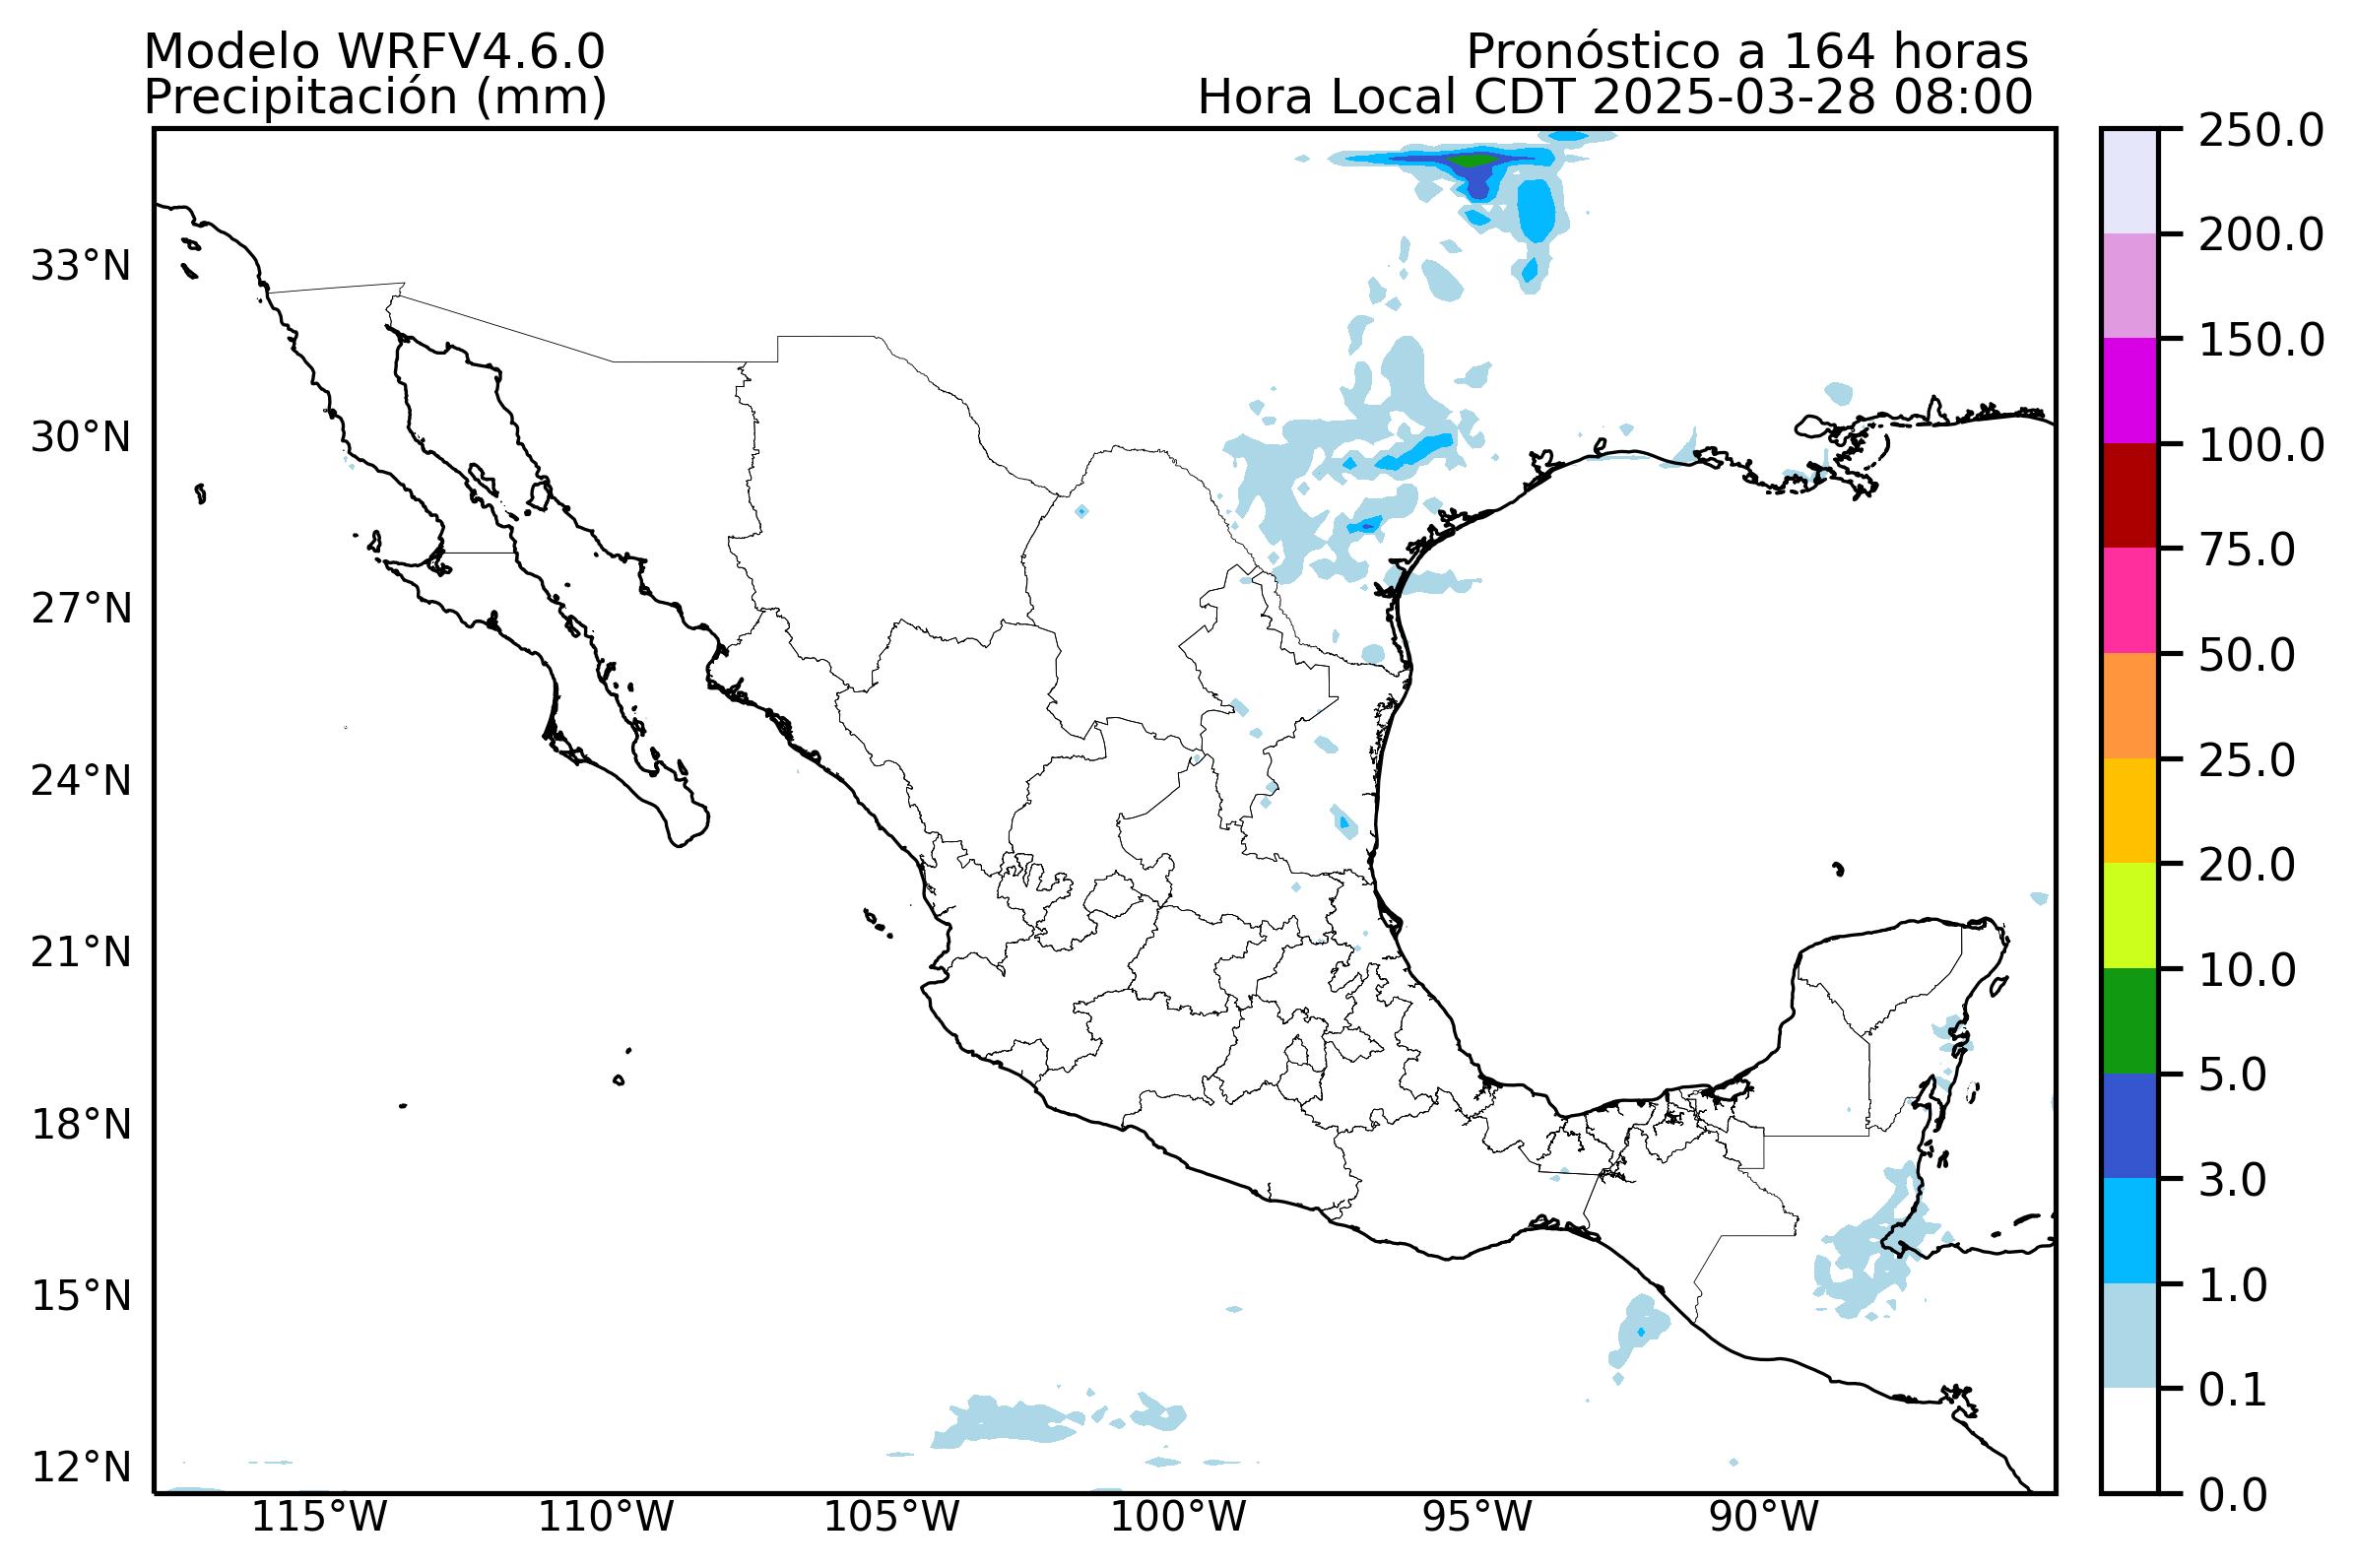 Modelo WRFV4.6.0
Precipitación (mm)
Pronóstico a 164 horas
Hora Local CDT 2025-03-28 08:00
33°N
30°N
27°N
24°N
21°N
18°N
15°N
12°N
115°W
110°W
105°W
100°W
95°W
90°W
250.0
200.0
150.0
100.0
75.0
50.0
25.0
20.0
10.0
5.0
3.0
1.0
0.1
0.0